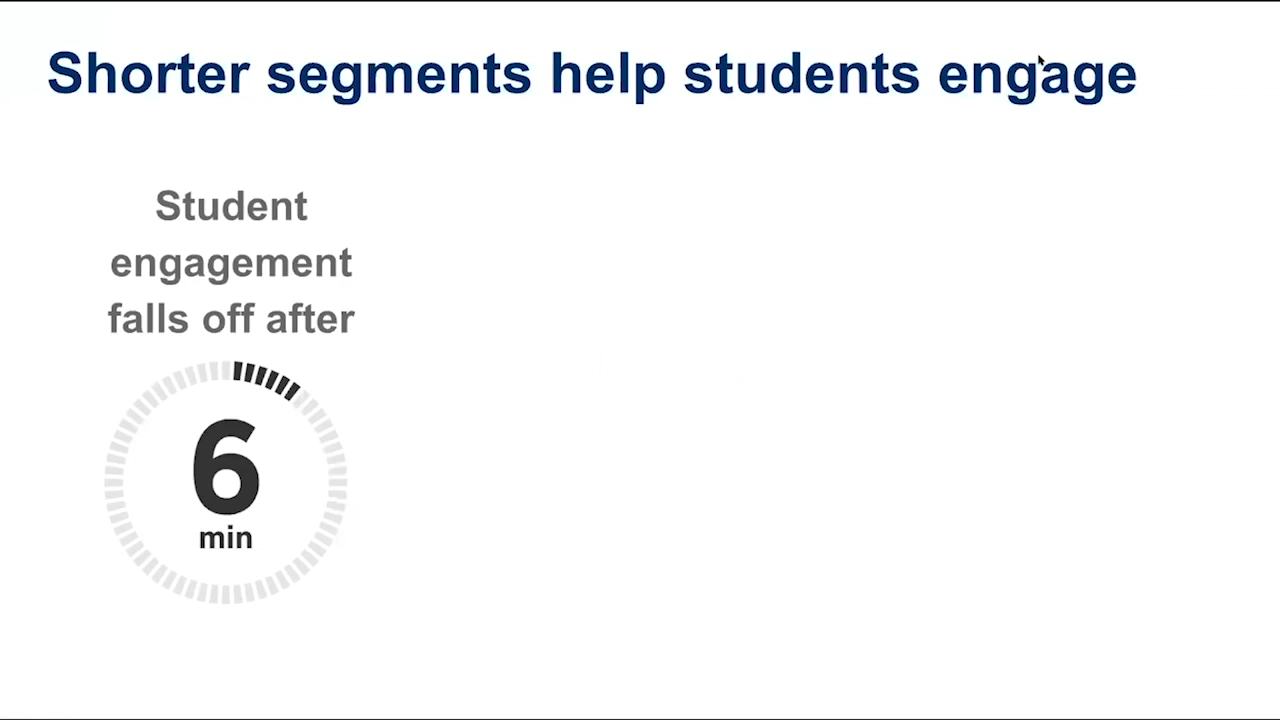 Shorter segments help students engage
Student
engagement
falls off after
6
min